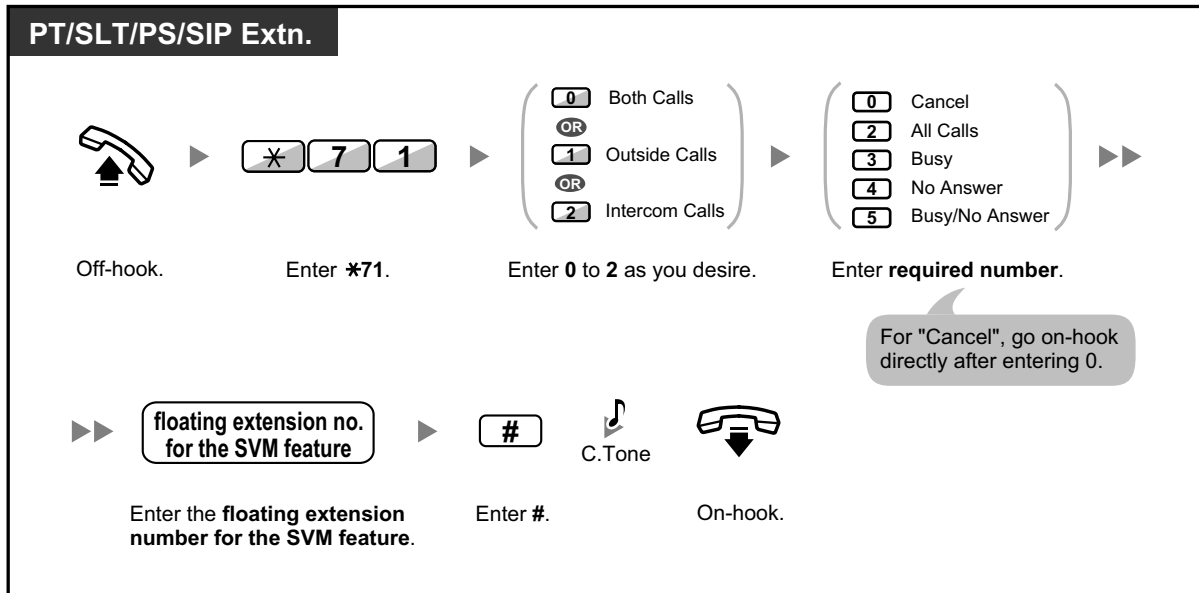 PT/SLT/PS/SIP Extn.
0 Both Calls
OR
1 Outside Calls
OR
2 Intercom Calls
0 Cancel
2 All Calls
3 Busy
4 No Answer
5 Busy/No Answer
* 7 1
Off-hook.
Enter *71.
Enter 0 to 2 as you desire.
Enter required number.
For "Cancel", go on-hook
directly after entering 0.
floating extension no.
for the SVM feature
#
C.Tone
Enter the floating extension
number for the SVM feature.
Enter #.
On-hook.